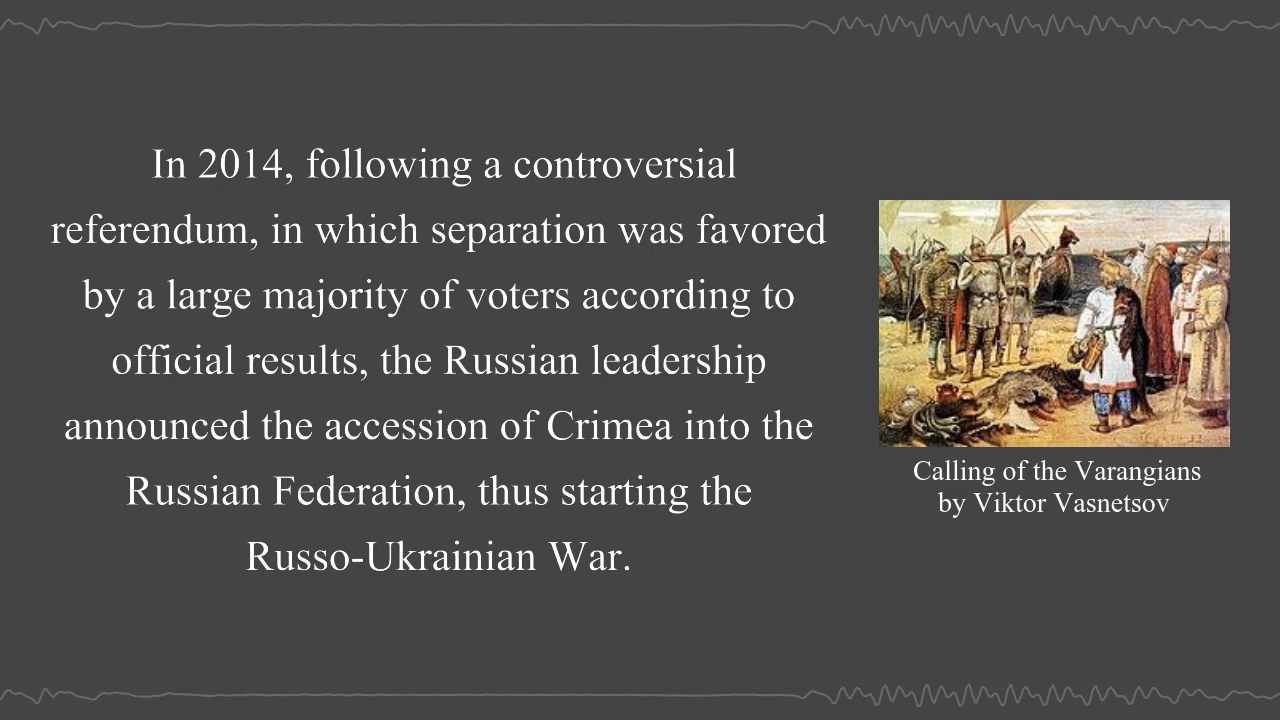 In 2014, following a controversial
referendum, in which separation was favored
by a large majority of voters according to
official results, the Russian leadership
announced the accession of Crimea into the
Russian Federation, thus starting the
Russo-Ukrainian War.
Calling of the Varangians
by Viktor Vasnetsov